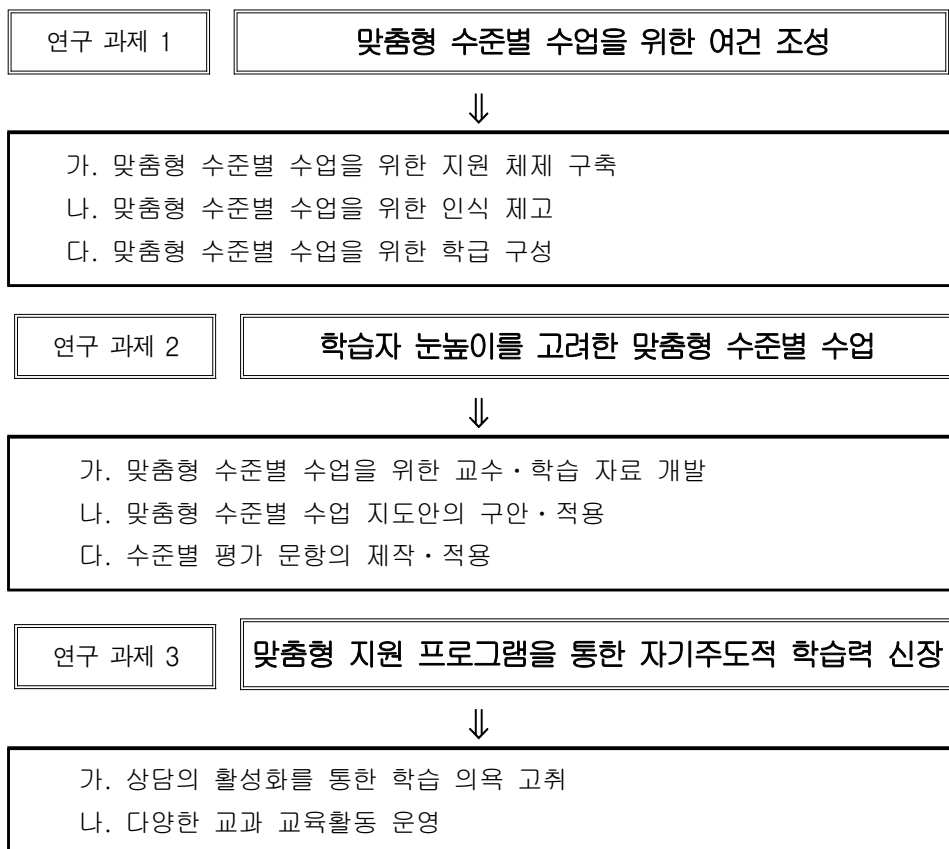 연구 과제 1
맞춤형 수준별 수업을 위한 여건 조성
⇓
가. 맞춤형 수준별 수업을 위한 지원 체제 구축
나. 맞춤형 수준별 수업을 위한 인식 제고
다. 맞춤형 수준별 수업을 위한 학급 구성
연구 과제 2
학습자 눈높이를 고려한 맞춤형 수준별 수업
⇓
가. 맞춤형 수준별 수업을 위한 교수・학습 자료 개발
나. 맞춤형 수준별 수업 지도안의 구안・적용
다. 수준별 평가 문항의 제작・적용
연구 과제 3
맞춤형 지원 프로그램을 통한 자기주도적 학습력 신장
⇓
가. 상담의 활성화를 통한 학습 의욕 고취
나. 다양한 교과 교육활동 운영